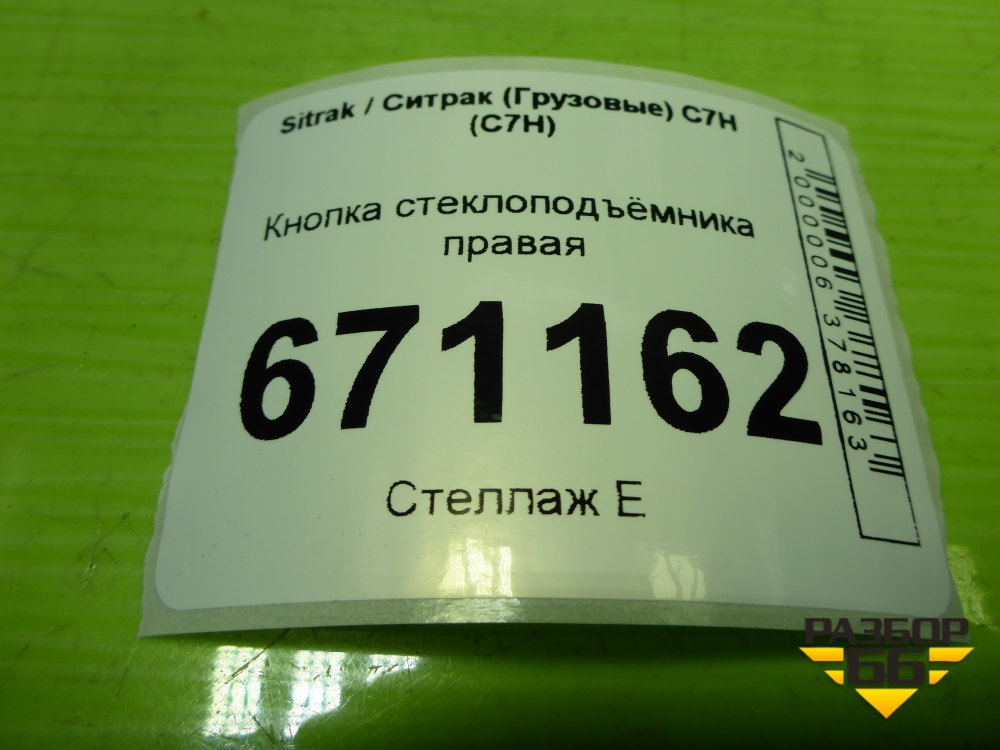 Sitrak / Ситрак (Грузовые) C7H
(C7H)
Кнопка стеклоподъёмника
правая
671162
Стеллаж Е
2000006378163
РАЗБОР
66